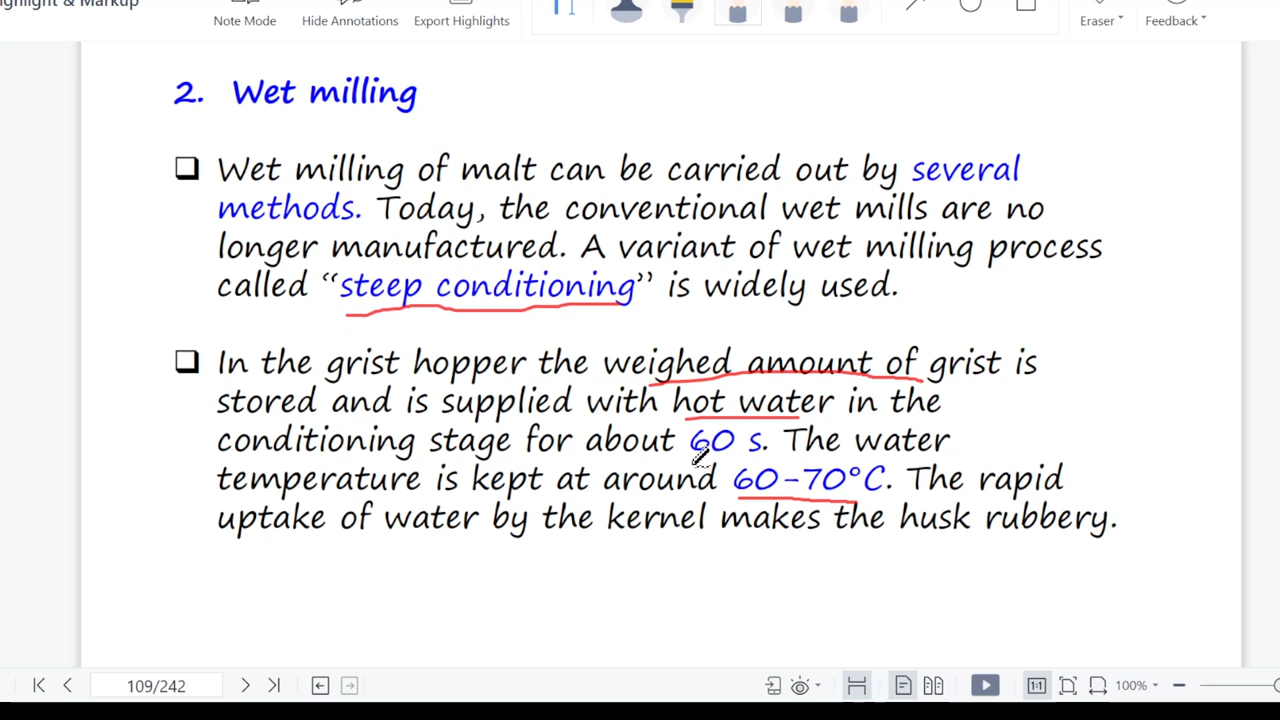 ghlight & Markup
Note Mode
Hide Annotations
Export Highlights
Eraser
Feedback
2. Wet milling
Wet milling of malt can be carried out by several
methods. Today, the conventional wet mills are no
longer manufactured. A variant of wet milling process
called “steep conditioning” is widely used.
In the grist hopper the weighed amount of grist is
stored and is supplied with hot water in the
conditioning stage for about 60 s. The water
temperature is kept at around 60-70°C. The rapid
uptake of water by the kernel makes the husk rubbery.
109/242
1:1
100%